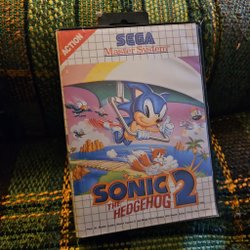 SEGA
Master System
ACTION
SONIC
THE
HEDGEHOG
2